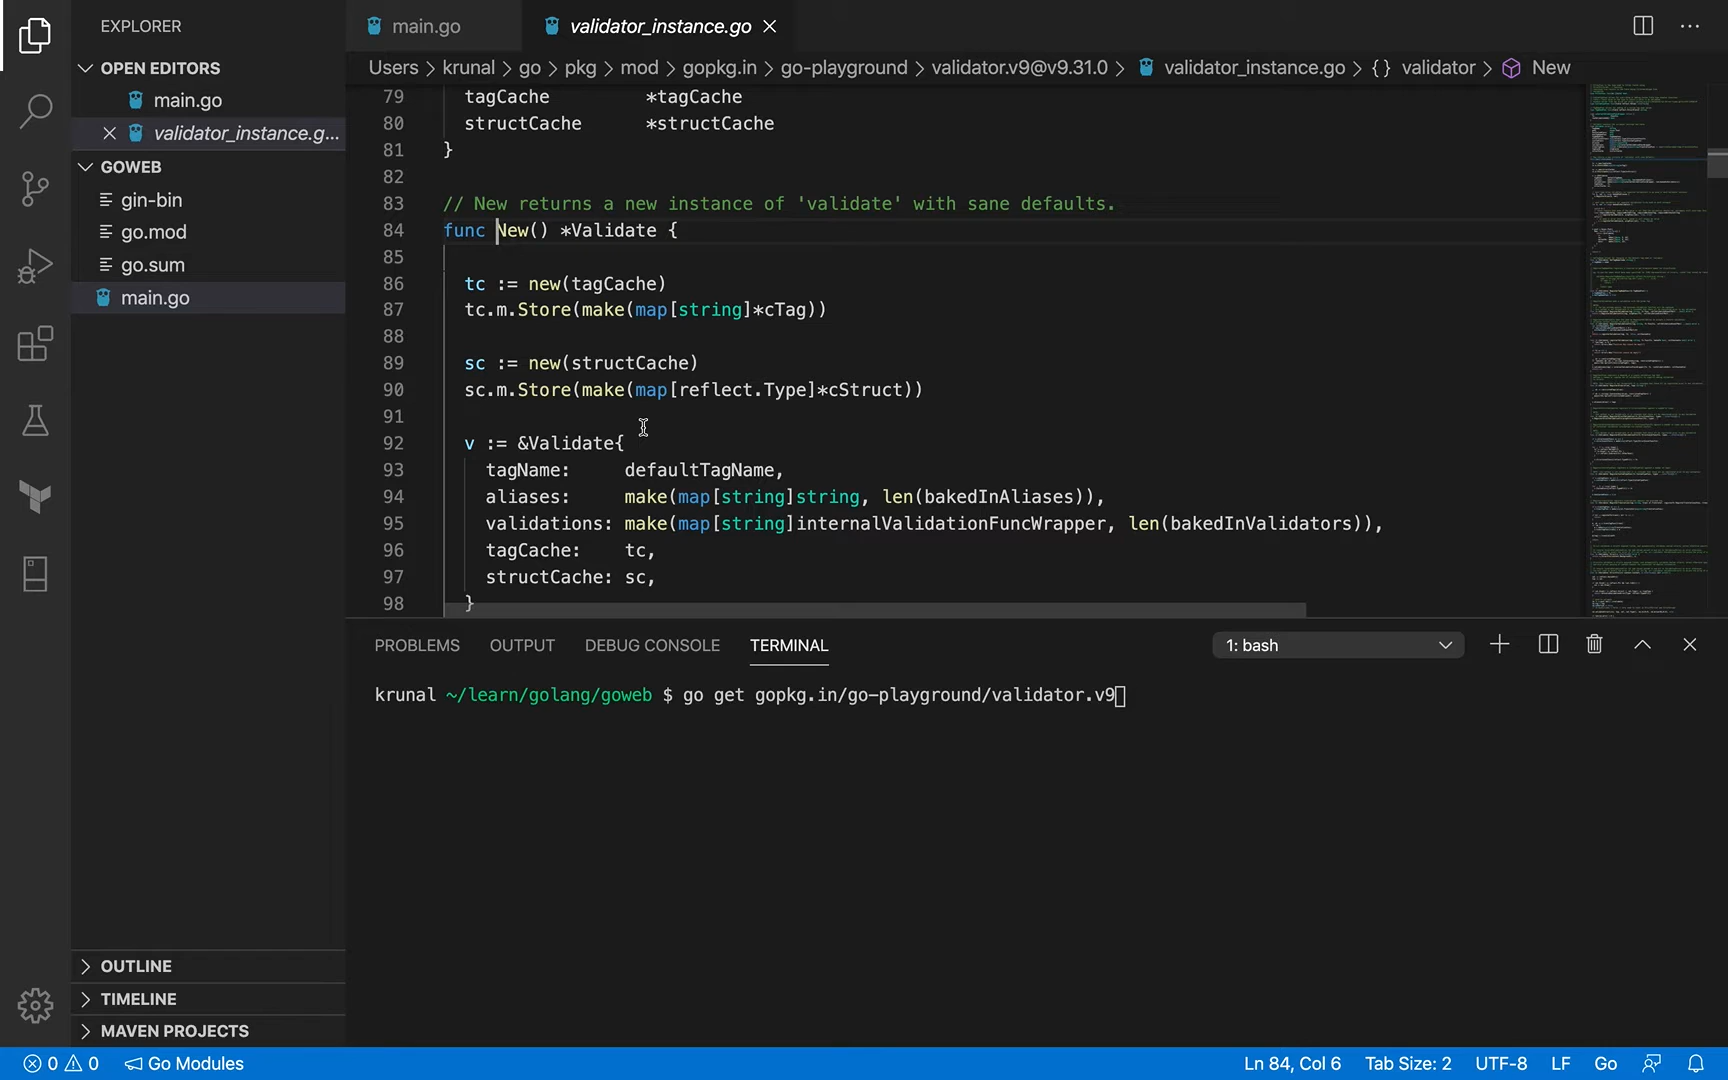 EXPLORER
OPEN EDITORS
main.go
validator_instance.g...
GOWEB
gin-bin
go.mod
go.sum
main.go
OUTLINE
TIMELINE
MAVEN PROJECTS
main.go
validator_instance.go
Users > krunal > go > pkg > mod > gopkg.in > go-playground > validator.v9@v9.31.0 > validator_instance.go > {} validator > New
79 tagCache *tagCache
80 structCache *structCache
81 }
82
83 // New returns a new instance of 'validate' with sane defaults.
84 func New() *Validate {
85
86 tc := new(tagCache)
87 tc.m.Store(make(map[string]*cTag))
88
89 sc := new(structCache)
90 sc.m.Store(make(map[reflect.Type]*cStruct))
91
92 v := &Validate{
93 tagName: defaultTagName,
94 aliases: make(map[string]string, len(bakedInAliases)),
95 validations: make(map[string]internalValidationFuncWrapper, len(bakedInValidators)),
96 tagCache: tc,
97 structCache: sc,
98 }
PROBLEMS OUTPUT DEBUG CONSOLE TERMINAL 1: bash
krunal ~/learn/golang/goweb $ go get gopkg.in/go-playground/validator.v9
0 0 Go Modules Ln 84, Col 6 Tab Size: 2 UTF-8 LF Go